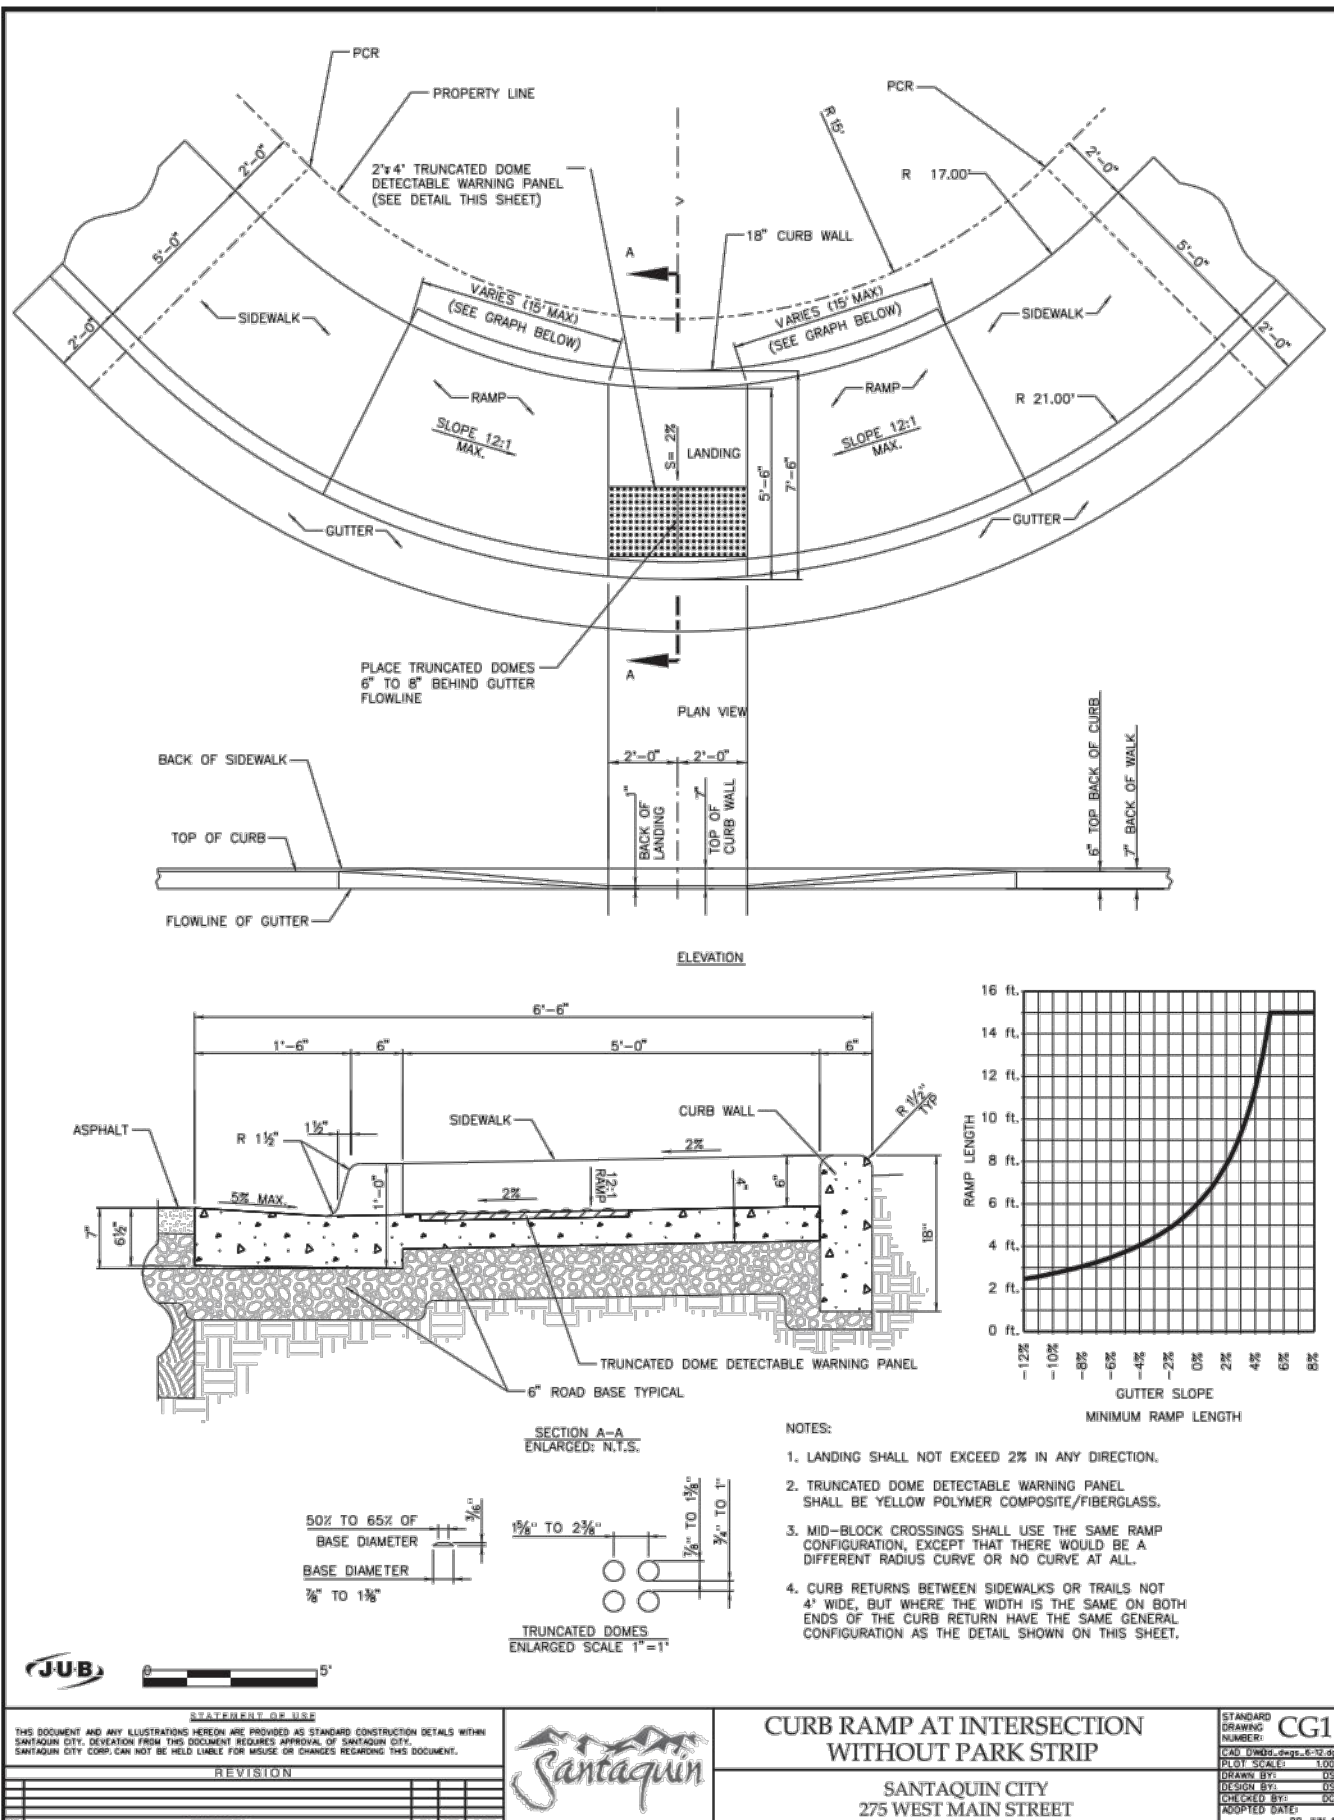 PCR
PROPERTY LINE
PCR
R 15'
2'-0"
2'x4' TRUNCATED DOME
DETECTABLE WARNING PANEL
(SEE DETAIL THIS SHEET)
R 17.00'
2'-0"
5'-0"
A
18" CURB WALL
5'-0"
VARIES (15' MAX)
(SEE GRAPH BELOW)
VARIES (15' MAX)
(SEE GRAPH BELOW)
2'-0"
SIDEWALK
SIDEWALK
2'-0"
RAMP
RAMP
R 21.00'
SLOPE 12:1
MAX.
S= 2%
LANDING
SLOPE 12:1
MAX.
5'-6"
7'-6"
GUTTER
GUTTER
PLACE TRUNCATED DOMES
6" TO 8" BEHIND GUTTER
FLOWLINE
A
PLAN VIEW
BACK OF SIDEWALK
2'-0"
2'-0"
TOP OF CURB
1"
BACK OF
LANDING
7"
TOP OF
CURB WALL
6" TOP BACK OF CURB
7" BACK OF WALK
FLOWLINE OF GUTTER
ELEVATION
6'-6"
1'-6"
6"
5'-0"
6"
ASPHALT
R 1½"
1½"
SIDEWALK
CURB WALL
R 1/2"
TYP
2%
5% MAX.
1'-0"
2%
12:1
RAMP
4"
6"
7"
6½"
18"
TRUNCATED DOME DETECTABLE WARNING PANEL
6" ROAD BASE TYPICAL
SECTION A-A
ENLARGED: N.T.S.
16 ft.
14 ft.
12 ft.
10 ft.
8 ft.
6 ft.
4 ft.
2 ft.
0 ft.
RAMP LENGTH
-12%
-10%
-8%
-6%
-4%
-2%
0%
2%
4%
6%
8%
GUTTER SLOPE
MINIMUM RAMP LENGTH
NOTES:
1. LANDING SHALL NOT EXCEED 2% IN ANY DIRECTION.
2. TRUNCATED DOME DETECTABLE WARNING PANEL
SHALL BE YELLOW POLYMER COMPOSITE/FIBERGLASS.
3. MID-BLOCK CROSSINGS SHALL USE THE SAME RAMP
CONFIGURATION, EXCEPT THAT THERE WOULD BE A
DIFFERENT RADIUS CURVE OR NO CURVE AT ALL.
4. CURB RETURNS BETWEEN SIDEWALKS OR TRAILS NOT
4' WIDE, BUT WHERE THE WIDTH IS THE SAME ON BOTH
ENDS OF THE CURB RETURN HAVE THE SAME GENERAL
CONFIGURATION AS THE DETAIL SHOWN ON THIS SHEET.
50% TO 65% OF
BASE DIAMETER
3/16"
BASE DIAMETER
⅞" TO 1⅜"
1⅝" TO 2⅜"
⅞" TO 1⅜"
¾" TO 1"
TRUNCATED DOMES
ENLARGED SCALE 1"=1'
J·U·B
0
5'
STATEMENT OF USE
THIS DOCUMENT AND ANY ILLUSTRATIONS HEREON ARE PROVIDED AS STANDARD CONSTRUCTION DETAILS WITHIN
SANTAQUIN CITY. DEVEATION FROM THIS DOCUMENT REQUIRES APPROVAL OF SANTAQUIN CITY.
SANTAQUIN CITY CORP. CAN NOT BE HELD LIABLE FOR MISUSE OR CHANGES REGARDING THIS DOCUMENT.
REVISION
Santaquin
CURB RAMP AT INTERSECTION
WITHOUT PARK STRIP
SANTAQUIN CITY
275 WEST MAIN STREET
STANDARD
DRAWING
NUMBER:
CG1
PLOT SCALE:
DRAWN BY:
DESIGN BY:
CHECKED BY:
ADOPTED DATE: